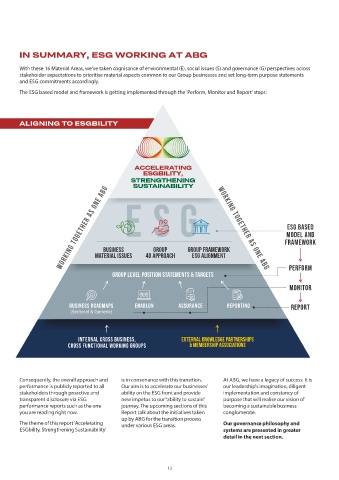 IN SUMMARY, ESG WORKING AT ABG
With these 16 Material Areas, we've taken cognisance of environmental (E), social issues (S) and governance (G) perspectives across
stakeholder expectations to prioritise material aspects common to our Group businesses and set long-term purpose statements
and ESG commitments accordingly.
The ESG based model and framework is getting implemented through the 'Perform, Monitor and Report' steps:
ALIGNING TO ESGBILITY
ACCELERATING
ESGBILITY,
STRENGTHENING
SUSTAINABILITY
WORKING TOGETHER AS ONE ABG
WORKING TOGETHER AS ONE ABG
E S G
BUSINESS
MATERIAL ISSUES
GROUP
4D APPROACH
GROUP FRAMEWORK
ESG ALIGNMENT
ESG BASED
MODEL AND
FRAMEWORK
GROUP LEVEL POSITION STATEMENTS & TARGETS
PERFORM
MONITOR
BUSINESS ROADMAPS
(Sectoral & Generic)
ENABLON
ASSURANCE
REPORTING
REPORT
INTERNAL CROSS BUSINESS,
CROSS FUNCTIONAL WORKING GROUPS
EXTERNAL KNOWLEDGE PARTNERSHIPS
& MEMBERSHIP ASSOCIATIONS
Consequently, the overall approach and
performance is publicly reported to all
stakeholders through proactive and
transparent disclosure via ESG
performance reports such as the one
you are reading right now.
The theme of this report 'Accelerating
ESGbility, Strengthening Sustainability'
is in consonance with this transition.
Our aim is to accelerate our businesses'
ability on the ESG front and provide
new impetus to our 'ability to sustain'
journey. The upcoming sections of this
Report talk about the initiatives taken
up by ABG for the transition process
under various ESG areas.
At ABG, we have a legacy of success. It is
our leadership's imagination, diligent
implementation and constancy of
purpose that will realise our vision of
becoming a sustainable business
conglomerate.
Our governance philosophy and
systems are presented in greater
detail in the next section.